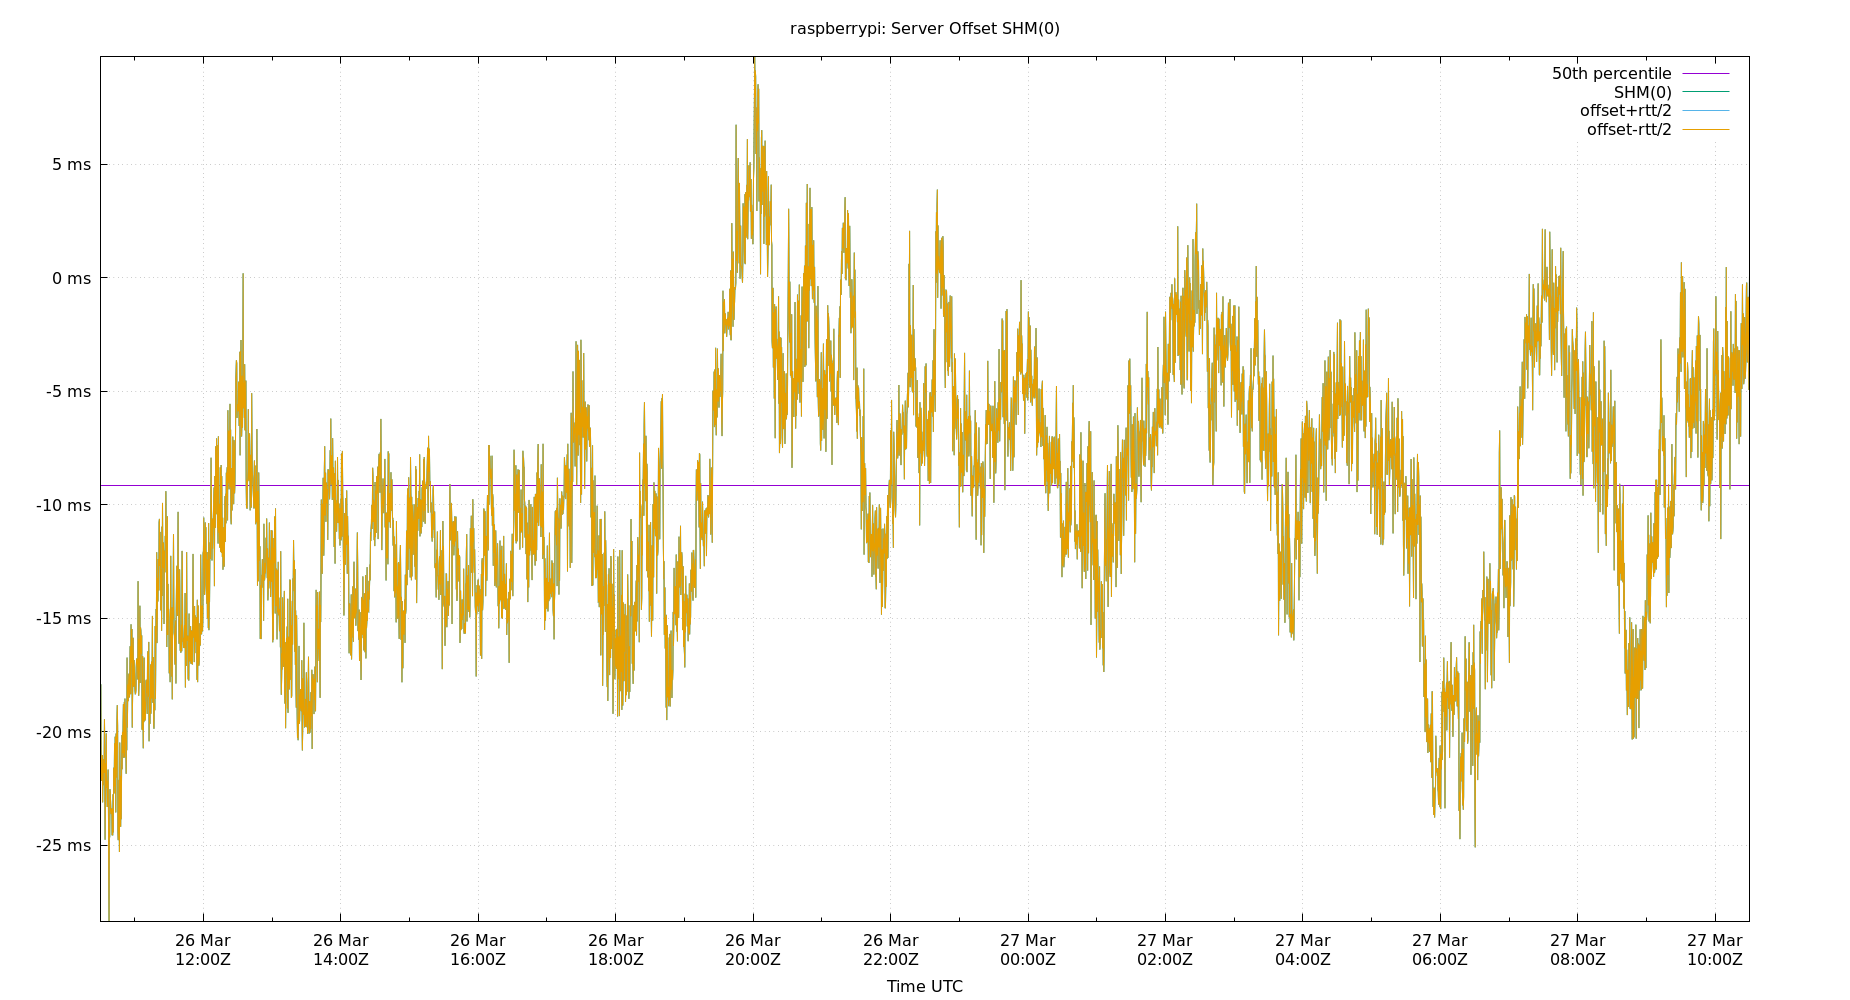 raspberrypi: Server Offset SHM(0)
50th percentile
SHM(0)
offset+rtt/2
offset-rtt/2
5 ms
0 ms
-5 ms
-10 ms
-15 ms
-20 ms
-25 ms
26 Mar 26 Mar 26 Mar 26 Mar 26 Mar 26 Mar 27 Mar 27 Mar 27 Mar 27 Mar 27 Mar 27 Mar
12:00Z 14:00Z 16:00Z 18:00Z 20:00Z 22:00Z 00:00Z 02:00Z 04:00Z 06:00Z 08:00Z 10:00Z
Time UTC